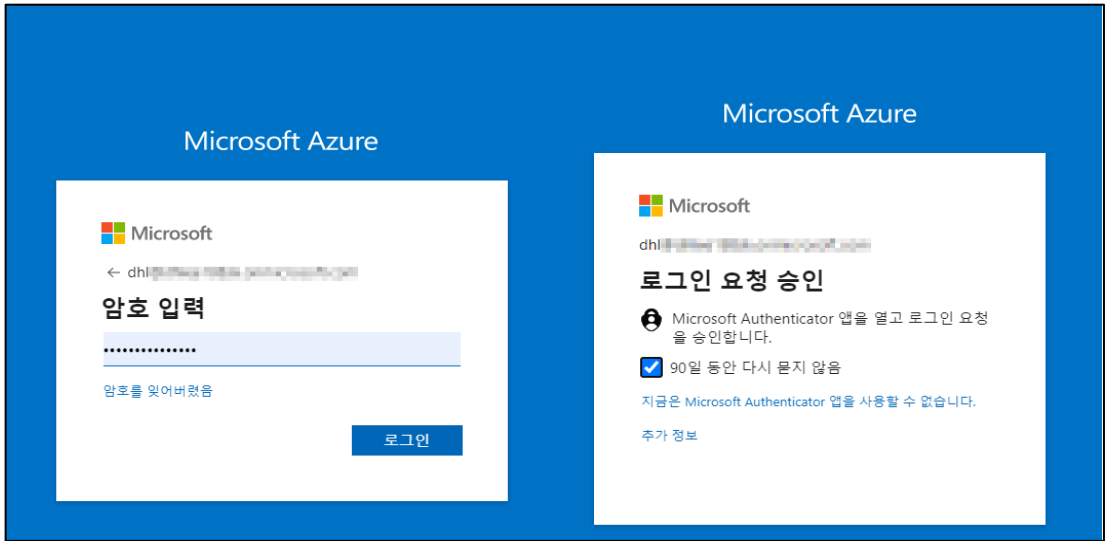 Microsoft Azure
Microsoft
← dhl
암호 입력
•••••••••••••••
암호를 잊어버렸음
로그인
Microsoft Azure
Microsoft
dhl
로그인 요청 승인
Microsoft Authenticator 앱을 열고 로그인 요청
을 승인합니다.
90일 동안 다시 묻지 않음
지금은 Microsoft Authenticator 앱을 사용할 수 없습니다.
추가 정보